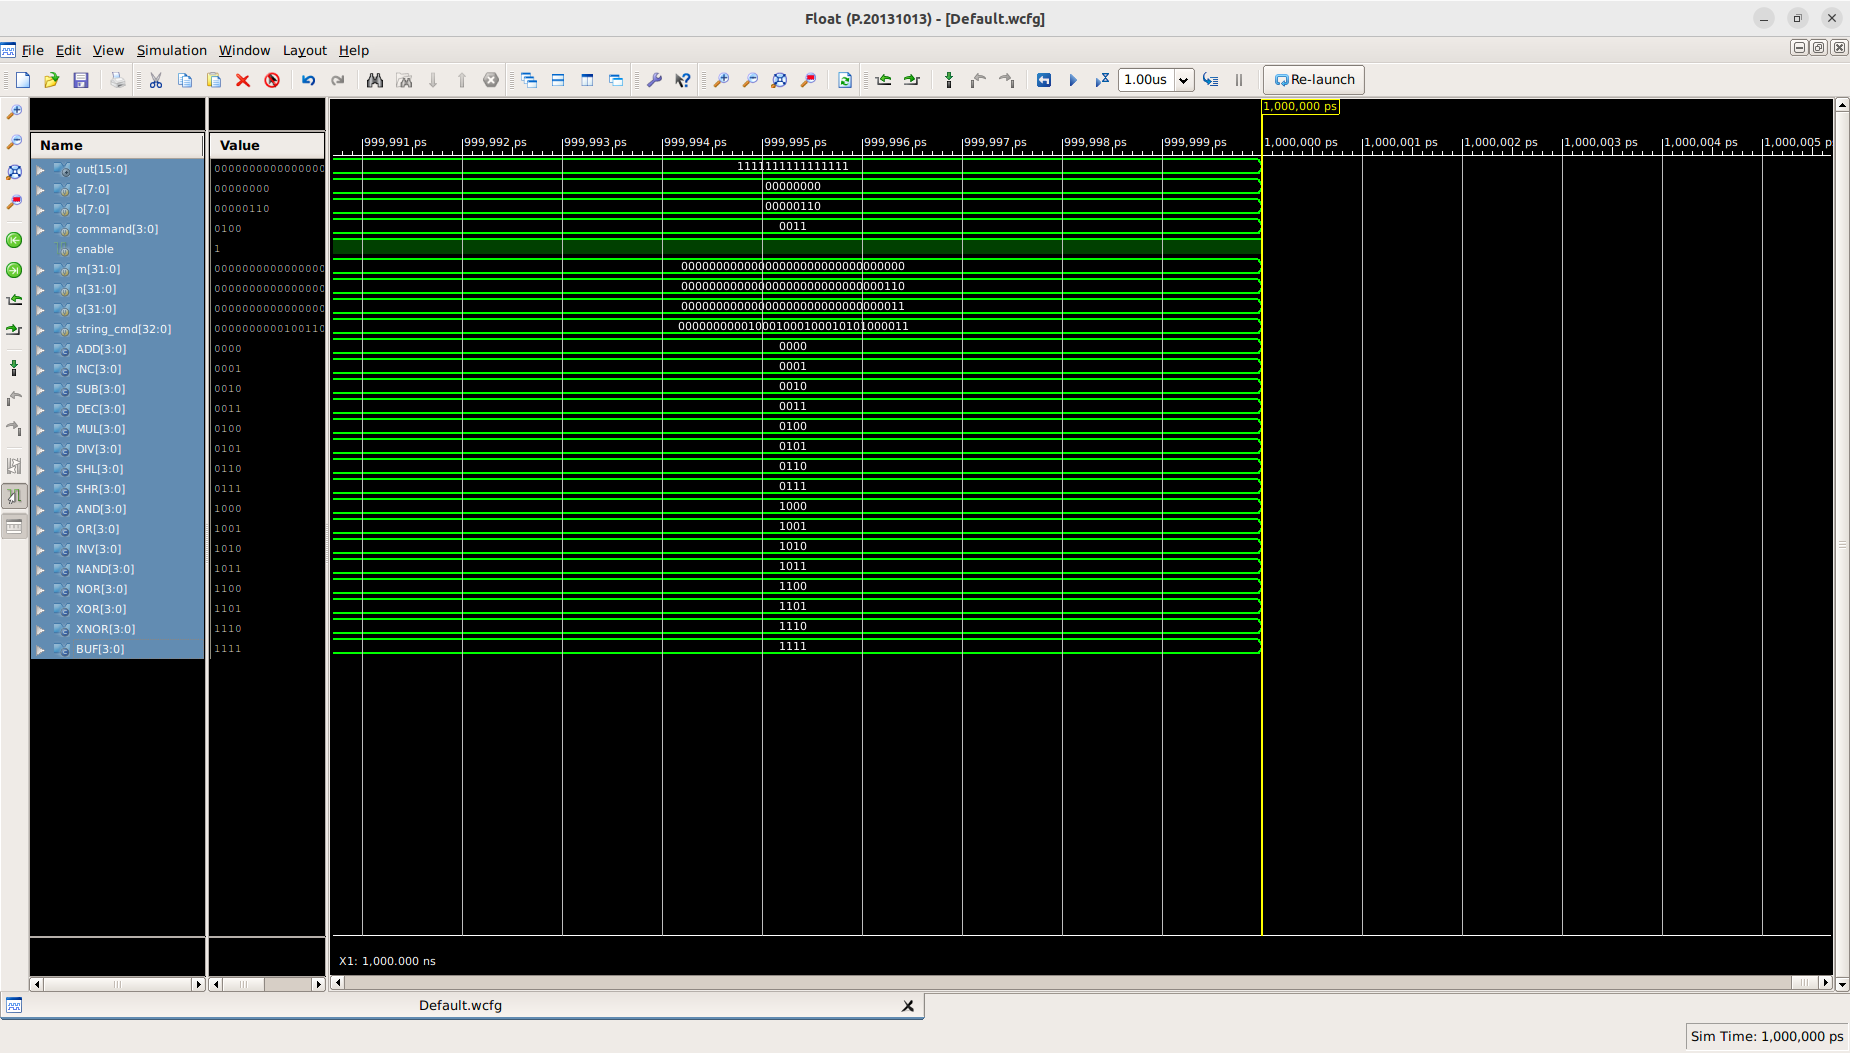 Float (P.20131013) - [Default.wcfg]
File Edit View Simulation Window Layout Help
1.00us Re-launch
1,000,000 ps
Name Value
999,991 ps 999,992 ps 999,993 ps 999,994 ps 999,995 ps 999,996 ps 999,997 ps 999,998 ps 999,999 ps 1,000,000 ps 1,000,001 ps 1,000,002 ps 1,000,003 ps 1,000,004 ps 1,000,005 p
out[15:0] 0000000000000000 1111111111111111
a[7:0] 00000000 00000000
b[7:0] 00000110 00000110
command[3:0] 0100 0011
enable 1
m[31:0] 0000000000000000 00000000000000000000000000000000
n[31:0] 0000000000000000 00000000000000000000000000000110
o[31:0] 0000000000000000 00000000000000000000000000000011
string_cmd[32:0] 0000000000100110 000000000010001000100010101000011
ADD[3:0] 0000 0000
INC[3:0] 0001 0001
SUB[3:0] 0010 0010
DEC[3:0] 0011 0011
MUL[3:0] 0100 0100
DIV[3:0] 0101 0101
SHL[3:0] 0110 0110
SHR[3:0] 0111 0111
AND[3:0] 1000 1000
OR[3:0] 1001 1001
INV[3:0] 1010 1010
NAND[3:0] 1011 1011
NOR[3:0] 1100 1100
XOR[3:0] 1101 1101
XNOR[3:0] 1110 1110
BUF[3:0] 1111 1111
X1: 1,000.000 ns
Default.wcfg
Sim Time: 1,000,000 ps